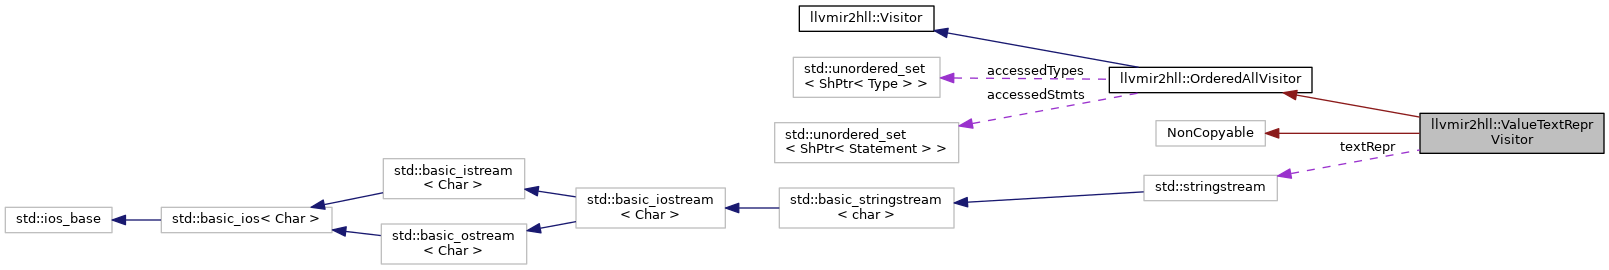 llvmir2hll::Visitor
std::unordered_set
< ShPtr< Type > >
accessedTypes
llvmir2hll::OrderedAllVisitor
accessedStmts
std::unordered_set
< ShPtr< Statement > >
NonCopyable
llvmir2hll::ValueTextRepr
Visitor
textRepr
std::stringstream
std::basic_istream
< Char >
std::basic_iostream
< Char >
std::basic_stringstream
< char >
std::ios_base
std::basic_ios< Char >
std::basic_ostream
< Char >